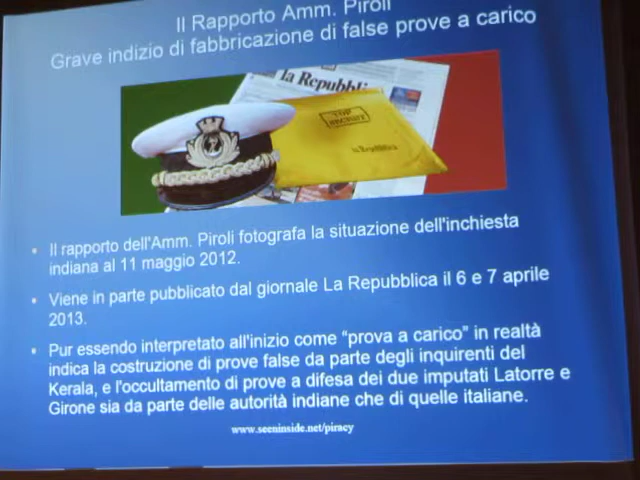 Il Rapporto Amm. Piroli
Grave indizio di fabbricazione di false prove a carico
la Repubbli
TOP
SECRET
la Repubblica
• Il rapporto dell'Amm. Piroli fotografa la situazione dell'inchiesta
indiana al 11 maggio 2012.
• Viene in parte pubblicato dal giornale La Repubblica il 6 e 7 aprile
2013.
• Pur essendo interpretato all'inizio come “prova a carico” in realtà
indica la costruzione di prove false da parte degli inquirenti del
Kerala, e l'occultamento di prove a difesa dei due imputati Latorre e
Girone sia da parte delle autorità indiane che di quelle italiane.
www.seeninside.net/piracy